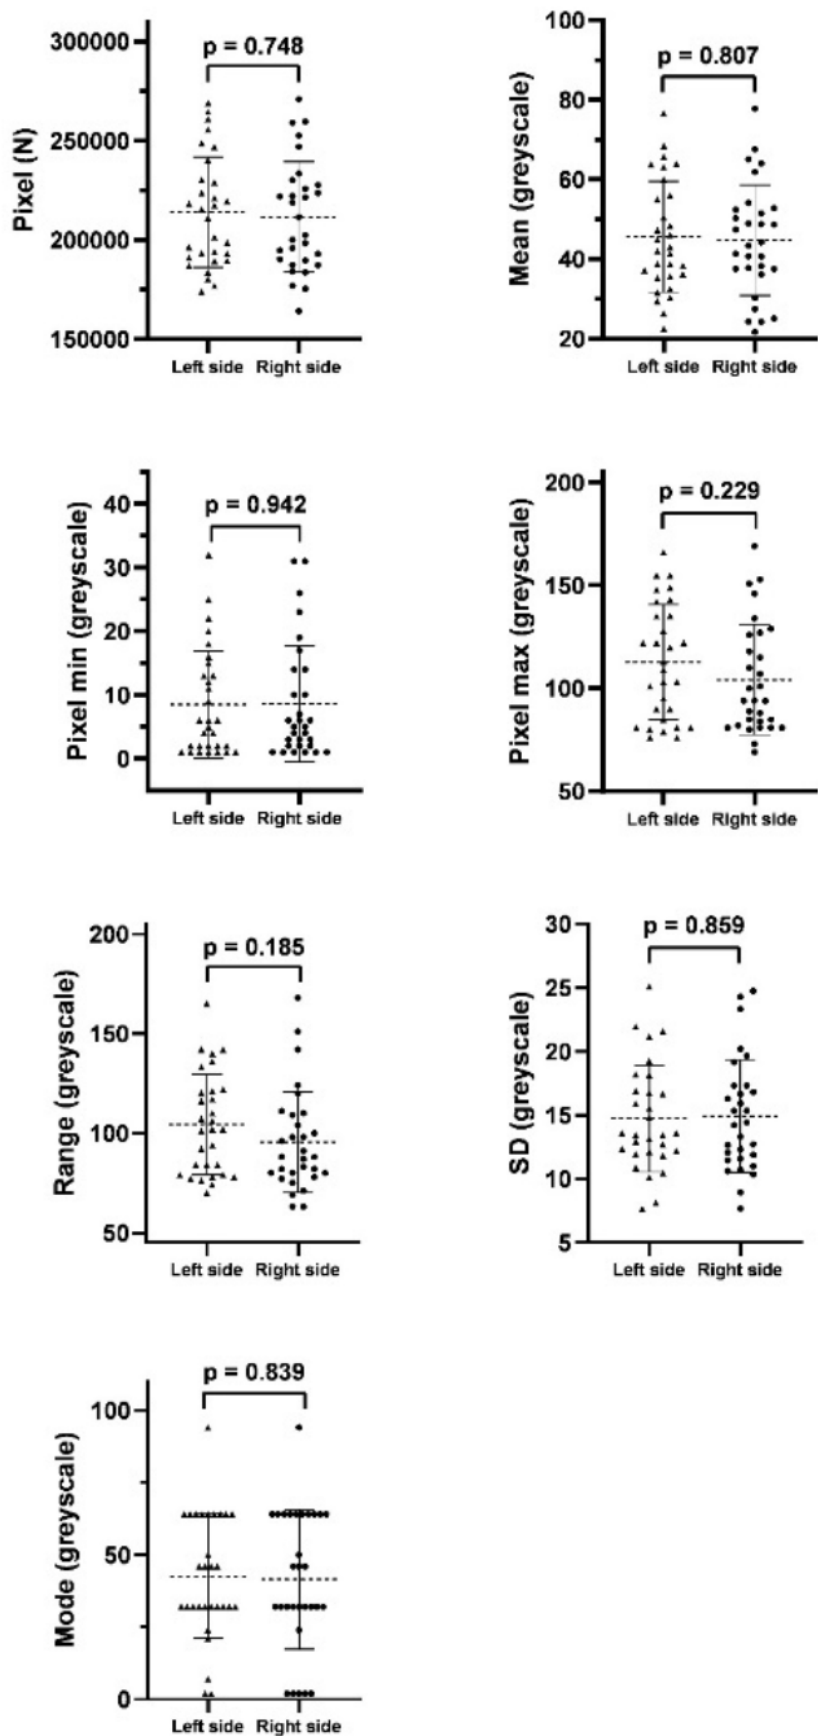 p = 0.748
Pixel (N)
300000
250000
200000
150000
Left side Right side
p = 0.807
Mean (greyscale)
100
80
60
40
20
Left side Right side
p = 0.942
Pixel min (greyscale)
40
30
20
10
0
Left side Right side
p = 0.229
Pixel max (greyscale)
200
150
100
50
Left side Right side
p = 0.185
Range (greyscale)
200
150
100
50
Left side Right side
p = 0.859
SD (greyscale)
30
25
20
15
10
5
Left side Right side
p = 0.839
Mode (greyscale)
100
50
0
Left side Right side